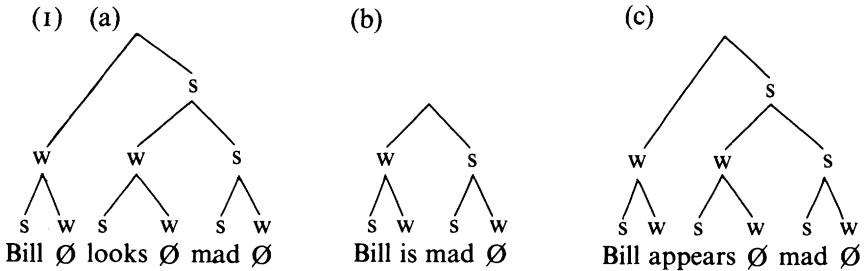 (1) (a) (b) (c)
s s
w w s w s w w s
s w s w s w s w s w s w s w s w
Bill Ø looks Ø mad Ø Bill is mad Ø Bill appears Ø mad Ø